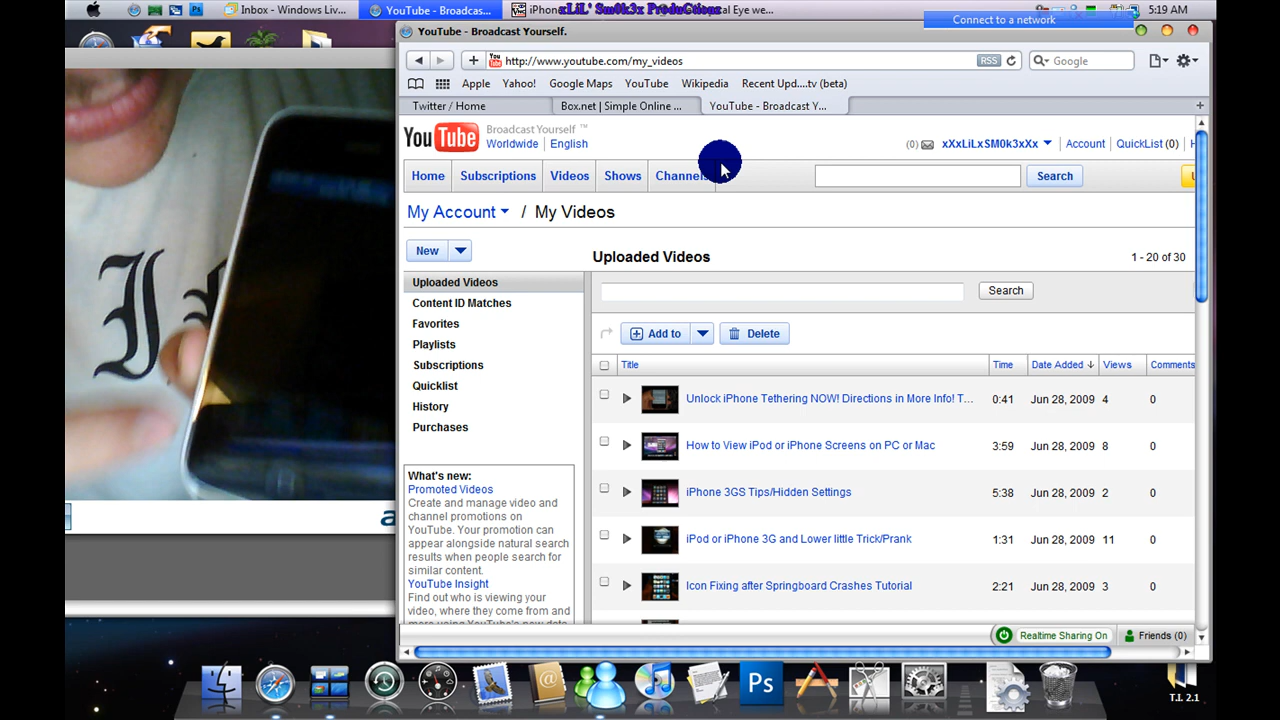 Inbox - Windows Liv...
YouTube - Broadcas...
xLiL' Sm0k3x Produc0ionz
al Eye we...
Connect to a network
5:19 AM
YouTube - Broadcast Yourself.
http://www.youtube.com/my_videos
RSS
Google
Apple
Yahoo!
Google Maps
YouTube
Wikipedia
Recent Upd....tv (beta)
Twitter / Home
Box.net | Simple Online ...
YouTube - Broadcast Y...
You Tube
Broadcast Yourself ™
Worldwide
English
(0)
xXxLiLxSM0k3xXx
Account
QuickList (0)
Home
Subscriptions
Videos
Shows
Channels
Search
My Account / My Videos
New
Uploaded Videos
1 - 20 of 30
Uploaded Videos
Content ID Matches
Favorites
Playlists
Subscriptions
Quicklist
History
Purchases
Search
Add to
Delete
Title
Time
Date Added
Views
Comments
Unlock iPhone Tethering NOW! Directions in More Info! T...
0:41
Jun 28, 2009
4
0
How to View iPod or iPhone Screens on PC or Mac
3:59
Jun 28, 2009
8
0
iPhone 3GS Tips/Hidden Settings
5:38
Jun 28, 2009
2
0
iPod or iPhone 3G and Lower little Trick/Prank
1:31
Jun 28, 2009
11
0
Icon Fixing after Springboard Crashes Tutorial
2:21
Jun 28, 2009
3
0
What's new:
Promoted Videos
Create and manage video and
channel promotions on
YouTube. Your promotion can
appear alongside natural search
results when people search for
similar content.
YouTube Insight
Find out who is viewing your
video, where they come from and
Realtime Sharing On
Friends (0)
Ps
T.I. 2.1